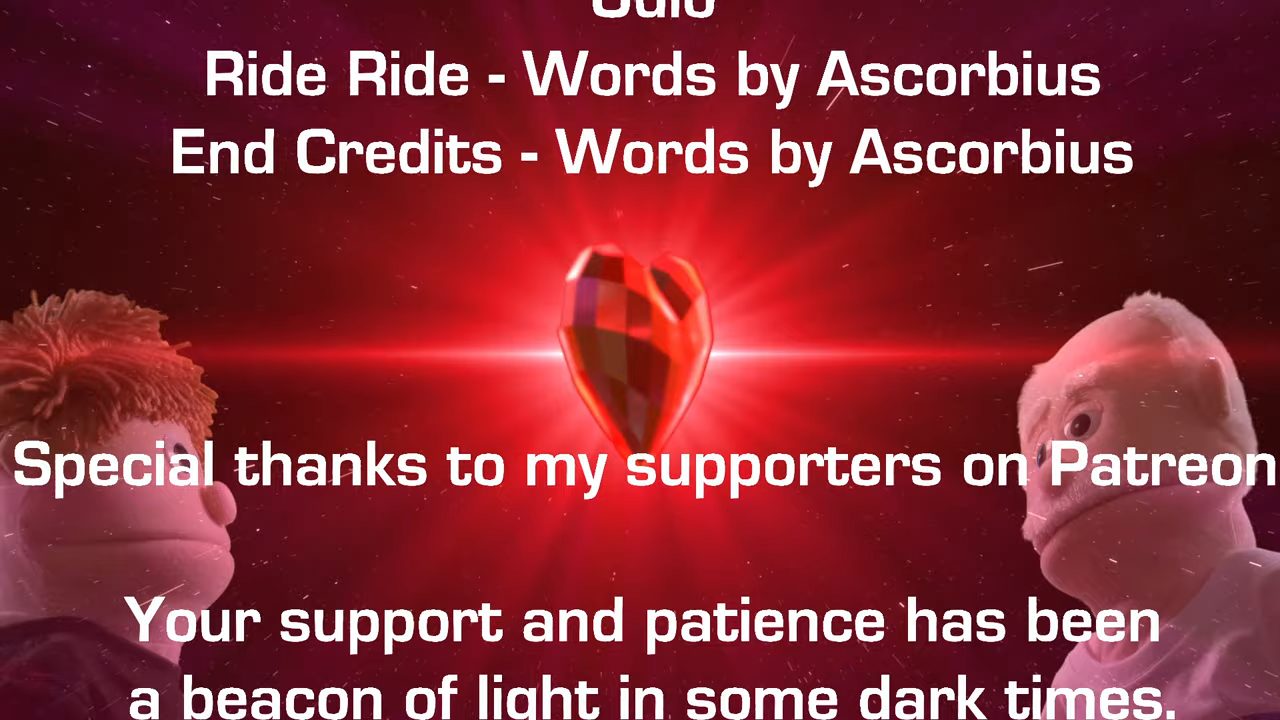 Ride Ride - Words by Ascorbius
End Credits - Words by Ascorbius
Special thanks to my supporters on Patreon
Your support and patience has been
a beacon of light in some dark times.